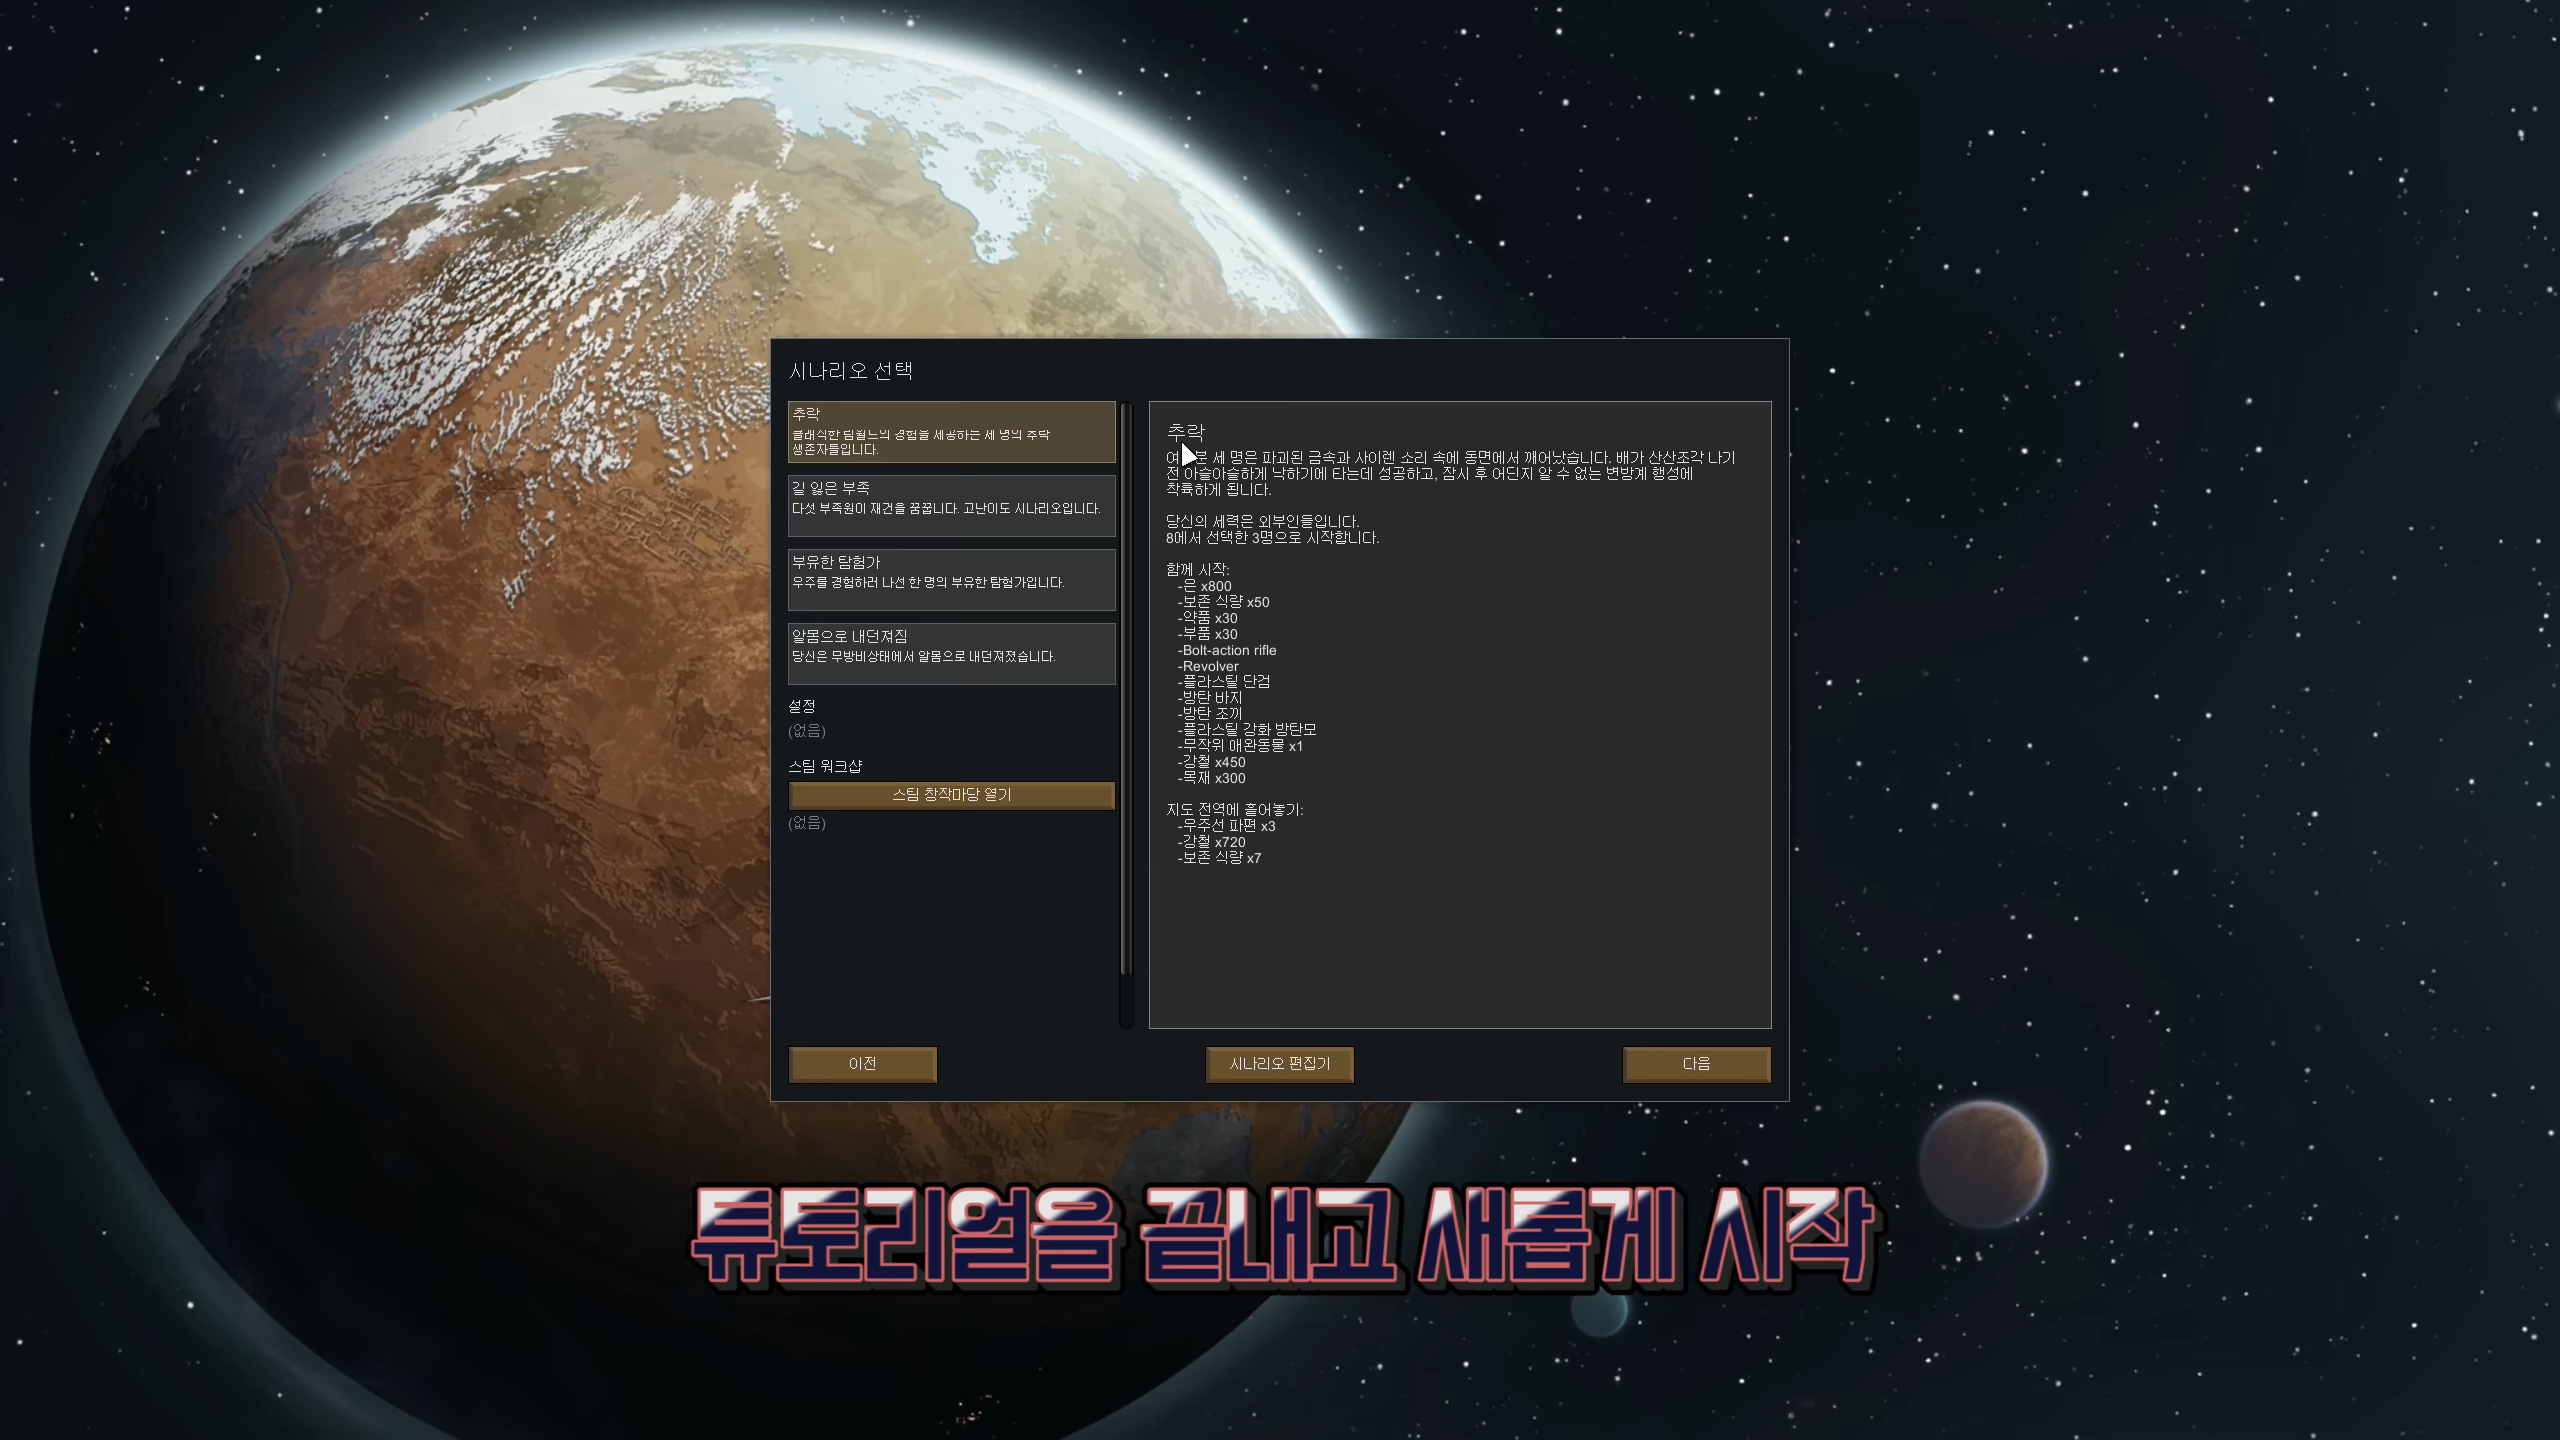 시나리오 선택
추락
클래식한 림월드의 경험을 제공하는 세 명의 추락
생존자들입니다.
길 잃은 부족
다섯 부족원이 재건을 꿈꿉니다. 고난이도 시나리오입니다.
부유한 탐험가
우주를 경험하러 나선 한 명의 부유한 탐험가입니다.
알몸으로 내던져짐
당신은 무방비상태에서 알몸으로 내던져졌습니다.
설정
(없음)
스팀 워크샵
스팀 창작마당 열기
(없음)
추락
세 명은 파괴된 금속과 사이렌 소리 속에 동면에서 깨어났습니다. 배가 산산조각 나기
전 아슬아슬하게 낙하기에 타는데 성공하고, 잠시 후 어딘지 알 수 없는 변방계 행성에
착륙하게 됩니다.
당신의 세력은 외부인들입니다.
8에서 선택한 3명으로 시작합니다.
함께 시작:
-은 x800
-보존 식량 x50
-약품 x30
-부품 x30
-Bolt-action rifle
-Revolver
-플라스틸 단검
-방탄 바지
-방탄 조끼
-플라스틸 강화 방탄모
-무작위 애완동물 x1
-강철 x450
-목재 x300
지도 전역에 흩어놓기:
-우주선 파편 x3
-강철 x720
-보존 식량 x7
이전
시나리오 편집기
다음
튜토리얼을 끝내고 새롭게 시작